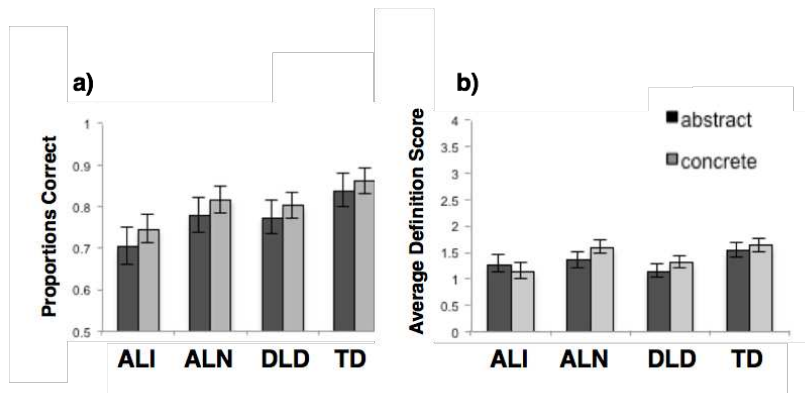 a)
Proportions Correct
1
0.9
0.8
0.7
0.6
0.5
ALI ALN DLD TD
b)
Average Definition Score
4
3.5
3
2.5
2
1.5
1
0.5
0
abstract
concrete
ALI ALN DLD TD